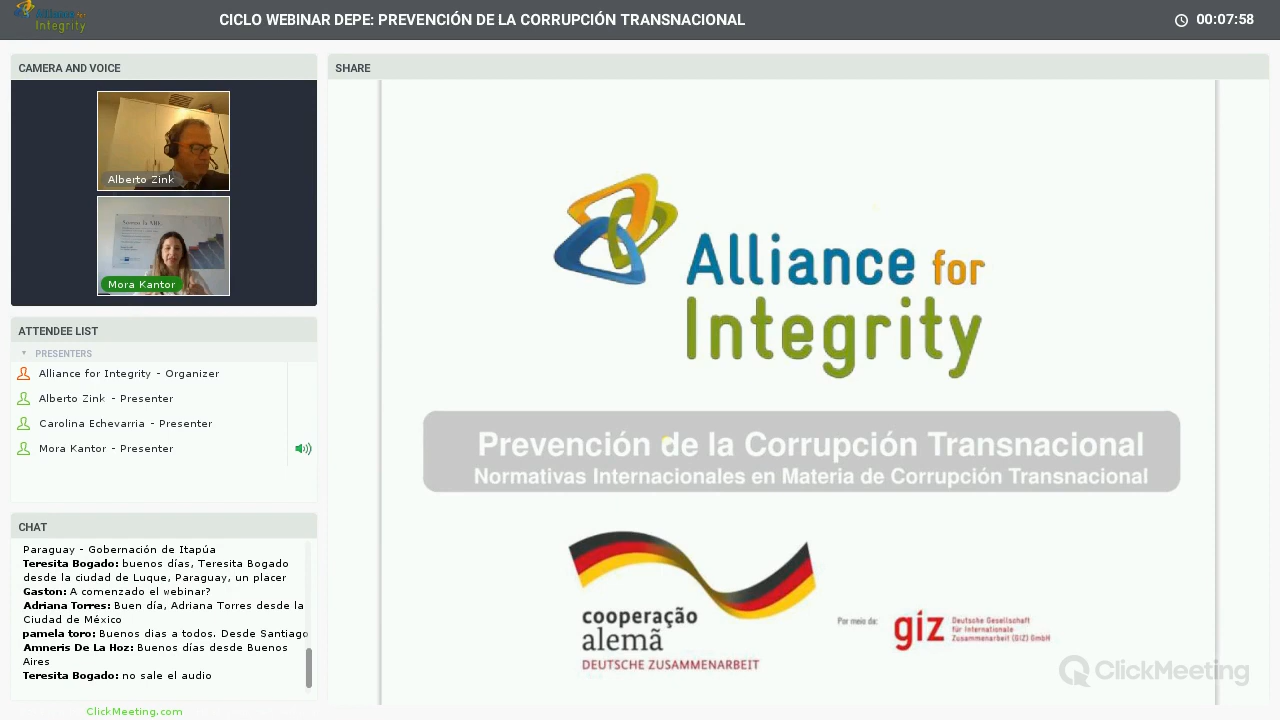 Alliance for
Integrity
CICLO WEBINAR DEPE: PREVENCIÓN DE LA CORRUPCIÓN TRANSNACIONAL
00:07:58
CAMERA AND VOICE
Alberto Zink
Mora Kantor
ATTENDEE LIST
PRESENTERS
Alliance for Integrity - Organizer
Alberto Zink - Presenter
Carolina Echevarria - Presenter
Mora Kantor - Presenter
CHAT
Paraguay - Gobernación de Itapúa
Teresita Bogado: buenos días, Teresita Bogado
desde la ciudad de Luque, Paraguay, un placer
Gaston: A comenzado el webinar?
Adriana Torres: Buen día, Adriana Torres desde la
Ciudad de México
pamela toro: Buenos dias a todos. Desde Santiago
Anneris De La Hoz: Buenos días desde Buenos
Aires
Teresita Bogado: no sale el audio
ClickMeeting.com
SHARE
Alliance for
Integrity
Prevención de la Corrupción Transnacional
Normativas Internacionales en Materia de Corrupción Transnacional
cooperação
alemã
DEUTSCHE ZUSAMMENARBEIT
Por meio da:
giz
Deutsche Gesellschaft
für Internationale
Zusammenarbeit (GIZ) GmbH
ClickMeeting